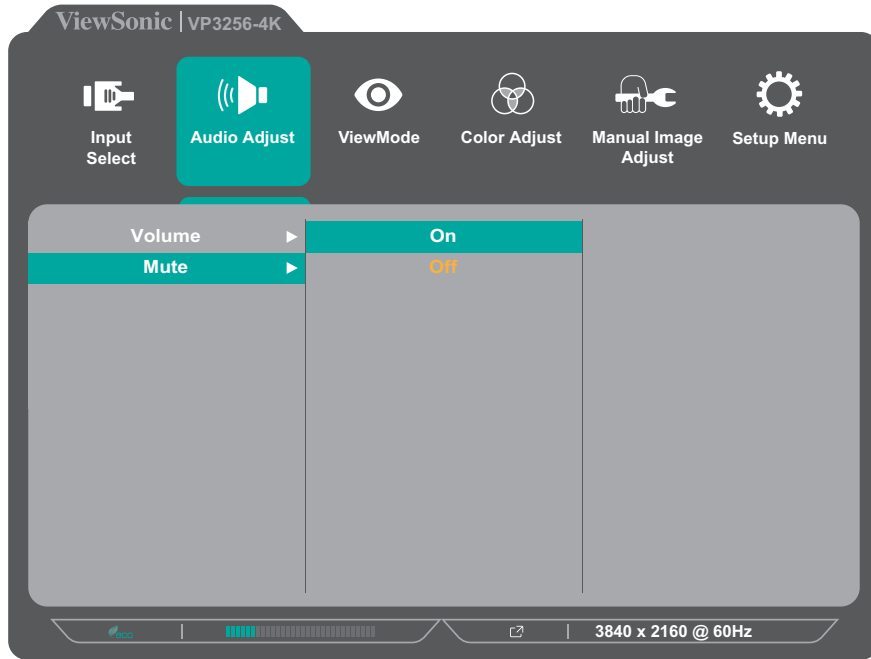 ViewSonic | VP3256-4K
Input
Select
Audio Adjust
ViewMode
Color Adjust
Manual Image
Adjust
Setup Menu
Volume
On
Mute
Off
eco
3840 x 2160 @ 60Hz